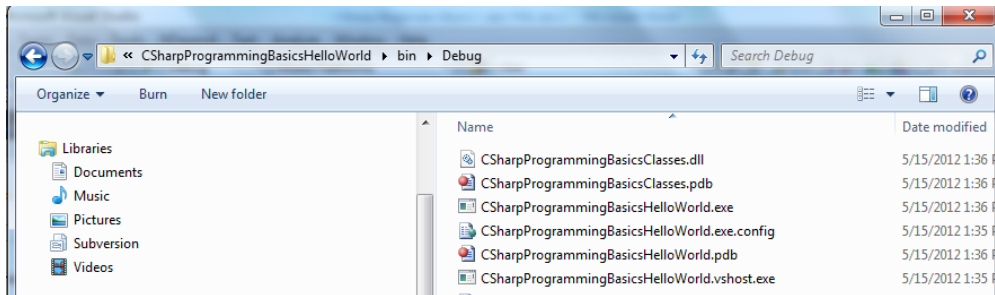 « CSharpProgrammingBasicsHelloWorld ▸ bin ▸ Debug
Search Debug
Organize ▾ Burn New folder
Name Date modified
Libraries
Documents
Music
Pictures
Subversion
Videos
CSharpProgrammingBasicsClasses.dll 5/15/2012 1:36
CSharpProgrammingBasicsClasses.pdb 5/15/2012 1:36
CSharpProgrammingBasicsHelloWorld.exe 5/15/2012 1:36
CSharpProgrammingBasicsHelloWorld.exe.config 5/15/2012 1:35
CSharpProgrammingBasicsHelloWorld.pdb 5/15/2012 1:36
CSharpProgrammingBasicsHelloWorld.vshost.exe 5/15/2012 1:35